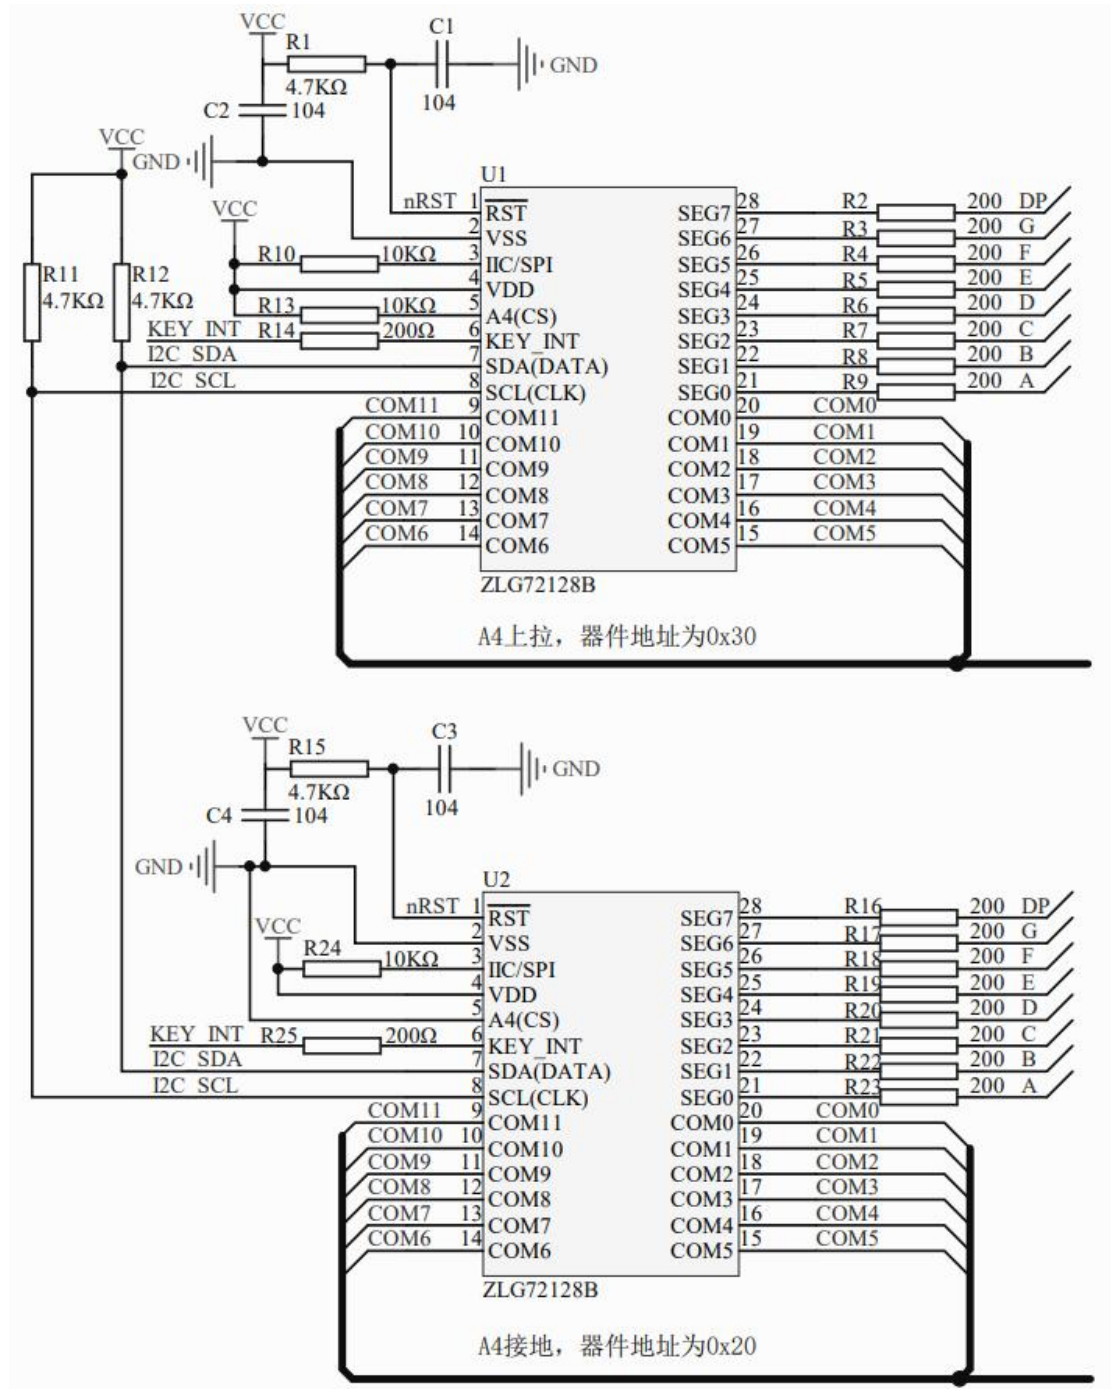 VCC
R1
C1
GND
4.7KΩ
C2
104
104
VCC
GND
U1
nRST 1
RST
SEG7
28
R2
200 DP
VCC
2
VSS
SEG6
27
R3
200 G
R10
10KΩ
3
IIC/SPI
SEG5
26
R4
200 F
R11
4.7KΩ
R12
4.7KΩ
4
VDD
SEG4
25
R5
200 E
R13
10KΩ
5
A4(CS)
SEG3
24
R6
200 D
KEY_INT
R14
200Ω
6
KEY_INT
SEG2
23
R7
200 C
I2C_SDA
7
SDA(DATA)
SEG1
22
R8
200 B
I2C_SCL
8
SCL(CLK)
SEG0
21
R9
200 A
COM11
9
COM11
COM0
20
COM0
COM10
10
COM10
COM1
19
COM1
COM9
11
COM9
COM2
18
COM2
COM8
12
COM8
COM3
17
COM3
COM7
13
COM7
COM4
16
COM4
COM6
14
COM6
COM5
15
COM5
ZLG72128B
A4上拉，器件地址为0x30
VCC
R15
C3
GND
4.7KΩ
C4
104
104
GND
U2
nRST 1
RST
SEG7
28
R16
200 DP
VCC
2
VSS
SEG6
27
R17
200 G
R24
10KΩ
3
IIC/SPI
SEG5
26
R18
200 F
4
VDD
SEG4
25
R19
200 E
5
A4(CS)
SEG3
24
R20
200 D
KEY_INT
R25
200Ω
6
KEY_INT
SEG2
23
R21
200 C
I2C_SDA
7
SDA(DATA)
SEG1
22
R22
200 B
I2C_SCL
8
SCL(CLK)
SEG0
21
R23
200 A
COM11
9
COM11
COM0
20
COM0
COM10
10
COM10
COM1
19
COM1
COM9
11
COM9
COM2
18
COM2
COM8
12
COM8
COM3
17
COM3
COM7
13
COM7
COM4
16
COM4
COM6
14
COM6
COM5
15
COM5
ZLG72128B
A4接地，器件地址为0x20